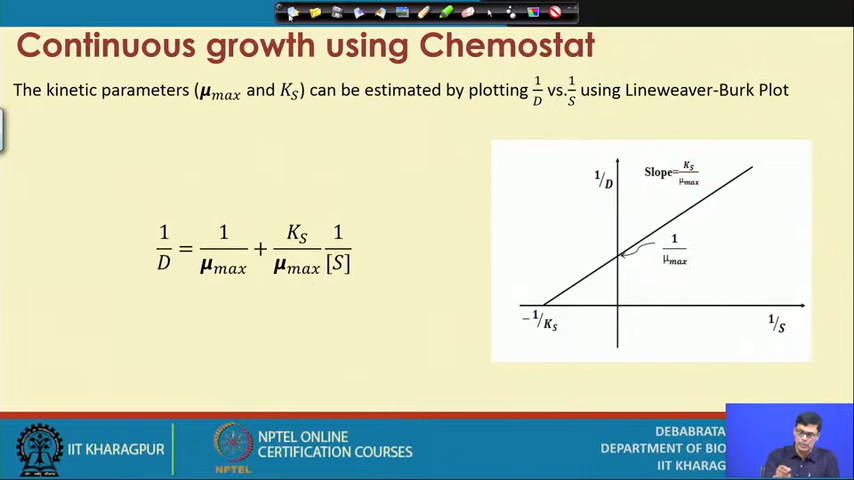 Continuous growth using Chemostat
The kinetic parameters (μmax and KS) can be estimated by plotting 1/D vs. 1/S using Lineweaver-Burk Plot
1/D = 1/μmax + KS/μmax 1/[S]
1/D
Slope=KS/μmax
1/μmax
−1/KS
1/S
IIT KHARAGPUR
NPTEL
NPTEL ONLINE
CERTIFICATION COURSES
DEBABRATA
DEPARTMENT OF BIO
IIT KHARAG